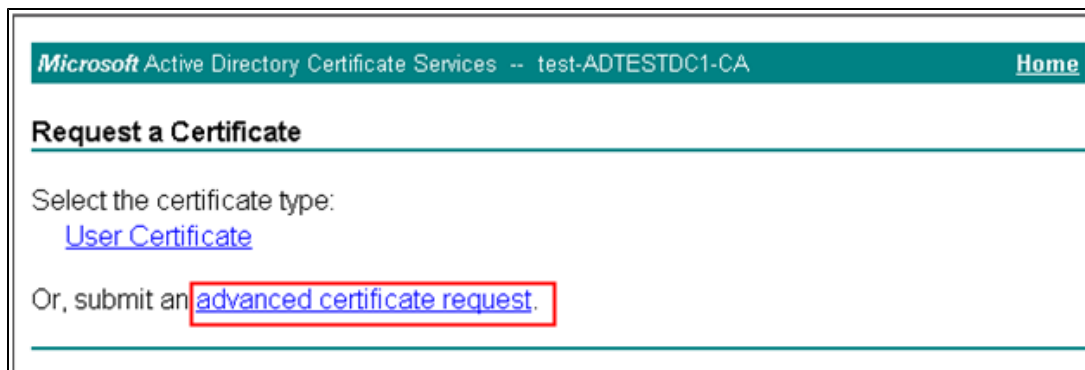 Microsoft Active Directory Certificate Services -- test-ADTESTDC1-CA Home
Request a Certificate
Select the certificate type:
User Certificate
Or, submit an advanced certificate request.